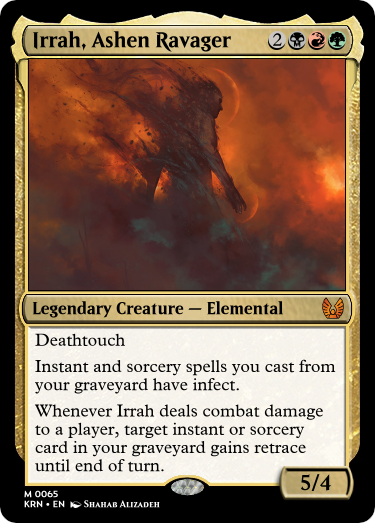 Irrah, Ashen Ravager 2
Legendary Creature — Elemental
Deathtouch
Instant and sorcery spells you cast from
your graveyard have infect.
Whenever Irrah deals combat damage
to a player, target instant or sorcery
card in your graveyard gains retrace
until end of turn.
5/4
M 0065
KRN • EN Shahab Alizadeh